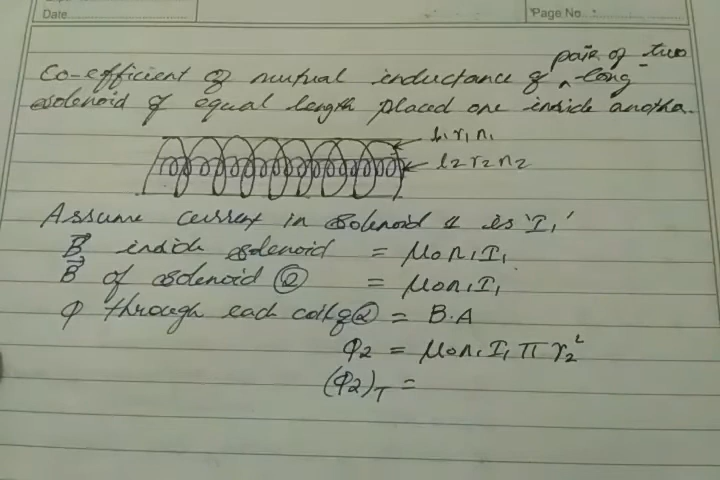 Date
Page No.
pair of two
Co-efficient of mutual inductance of ^ long
solenoid of equal length placed one inside another.
l₁ r₁ n₁
l₂ r₂ n₂
Assume current in solenoid 1 is 'I₁'
B⃗ inside solenoid = μ₀n₁I₁
B⃗ of solenoid ② = μ₀n₁I₁
φ through each coil of ② = B.A
φ₂ = μ₀n₁I₁ π r₂²
(φ₂)_T =